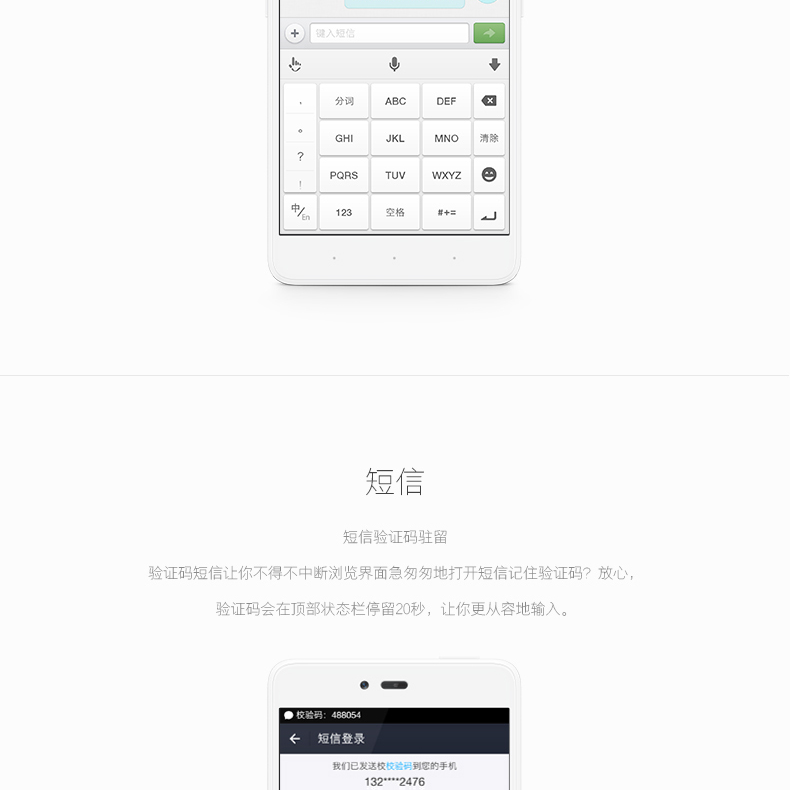 键入短信
，
分词
ABC
DEF
。
GHI
JKL
MNO
清除
？
PQRS
TUV
WXYZ
！
中/En
123
空格
#+=
短信
短信验证码驻留
验证码短信让你不得不中断浏览界面急匆匆地打开短信记住验证码？放心，
验证码会在顶部状态栏停留20秒，让你更从容地输入。
校验码：488054
短信登录
我们已发送校校验码到您的手机
132****2476